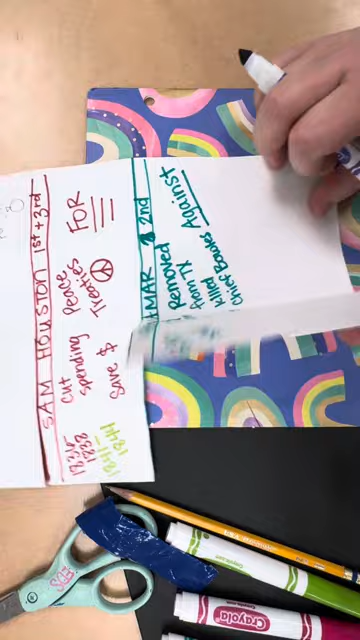 SAM HOUSTON 1st + 3rd
1836-
1838
1841-
1844
cut
spending
save $
Peace
Treaties
FOR
MAR 2nd
Removed
from TX
Killed
Chief Bowles
Against
Crayola